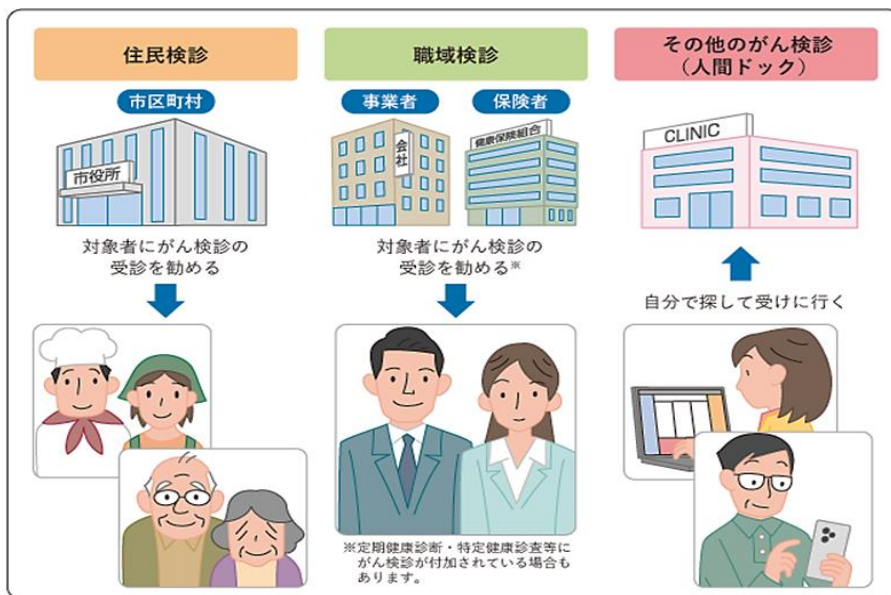 住民検診
市区町村
市役所
対象者にがん検診の
受診を勧める
職域検診
事業者
保険者
会社
健康保険組合
対象者にがん検診の
受診を勧める※
※定期健康診断・特定健康診査等に
がん検診が付加されている場合も
あります。
その他のがん検診
（人間ドック）
CLINIC
自分で探して受けに行く